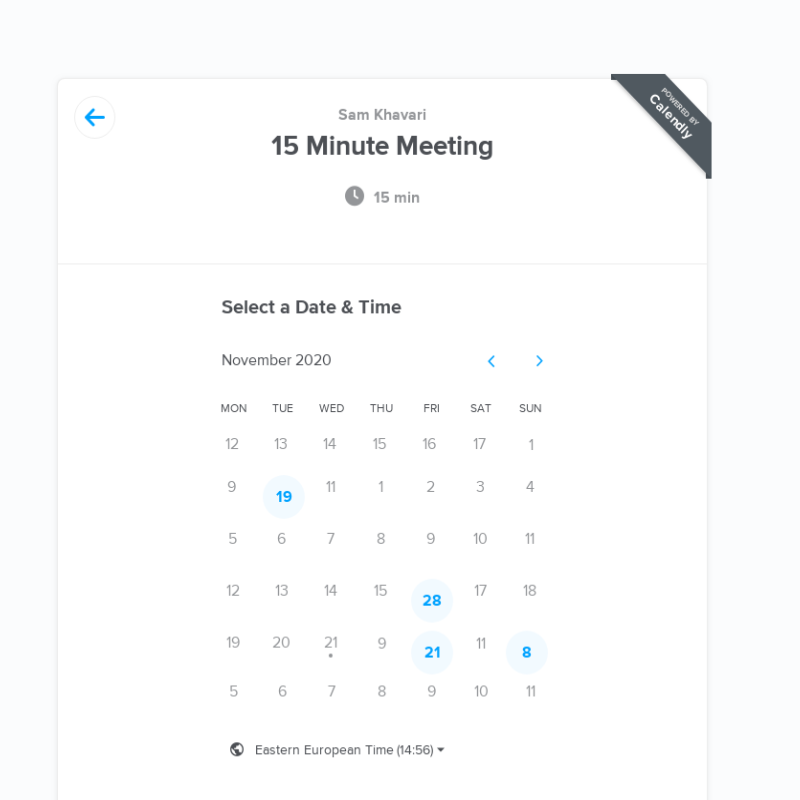 POWERED BY
Calendly
Sam Khavari
15 Minute Meeting
15 min
Select a Date & Time
November 2020
MON TUE WED THU FRI SAT SUN
12 13 14 15 16 17 1
9 19 11 1 2 3 4
5 6 7 8 9 10 11
12 13 14 15 28 17 18
19 20 21 9 21 11 8
5 6 7 8 9 10 11
Eastern European Time (14:56)